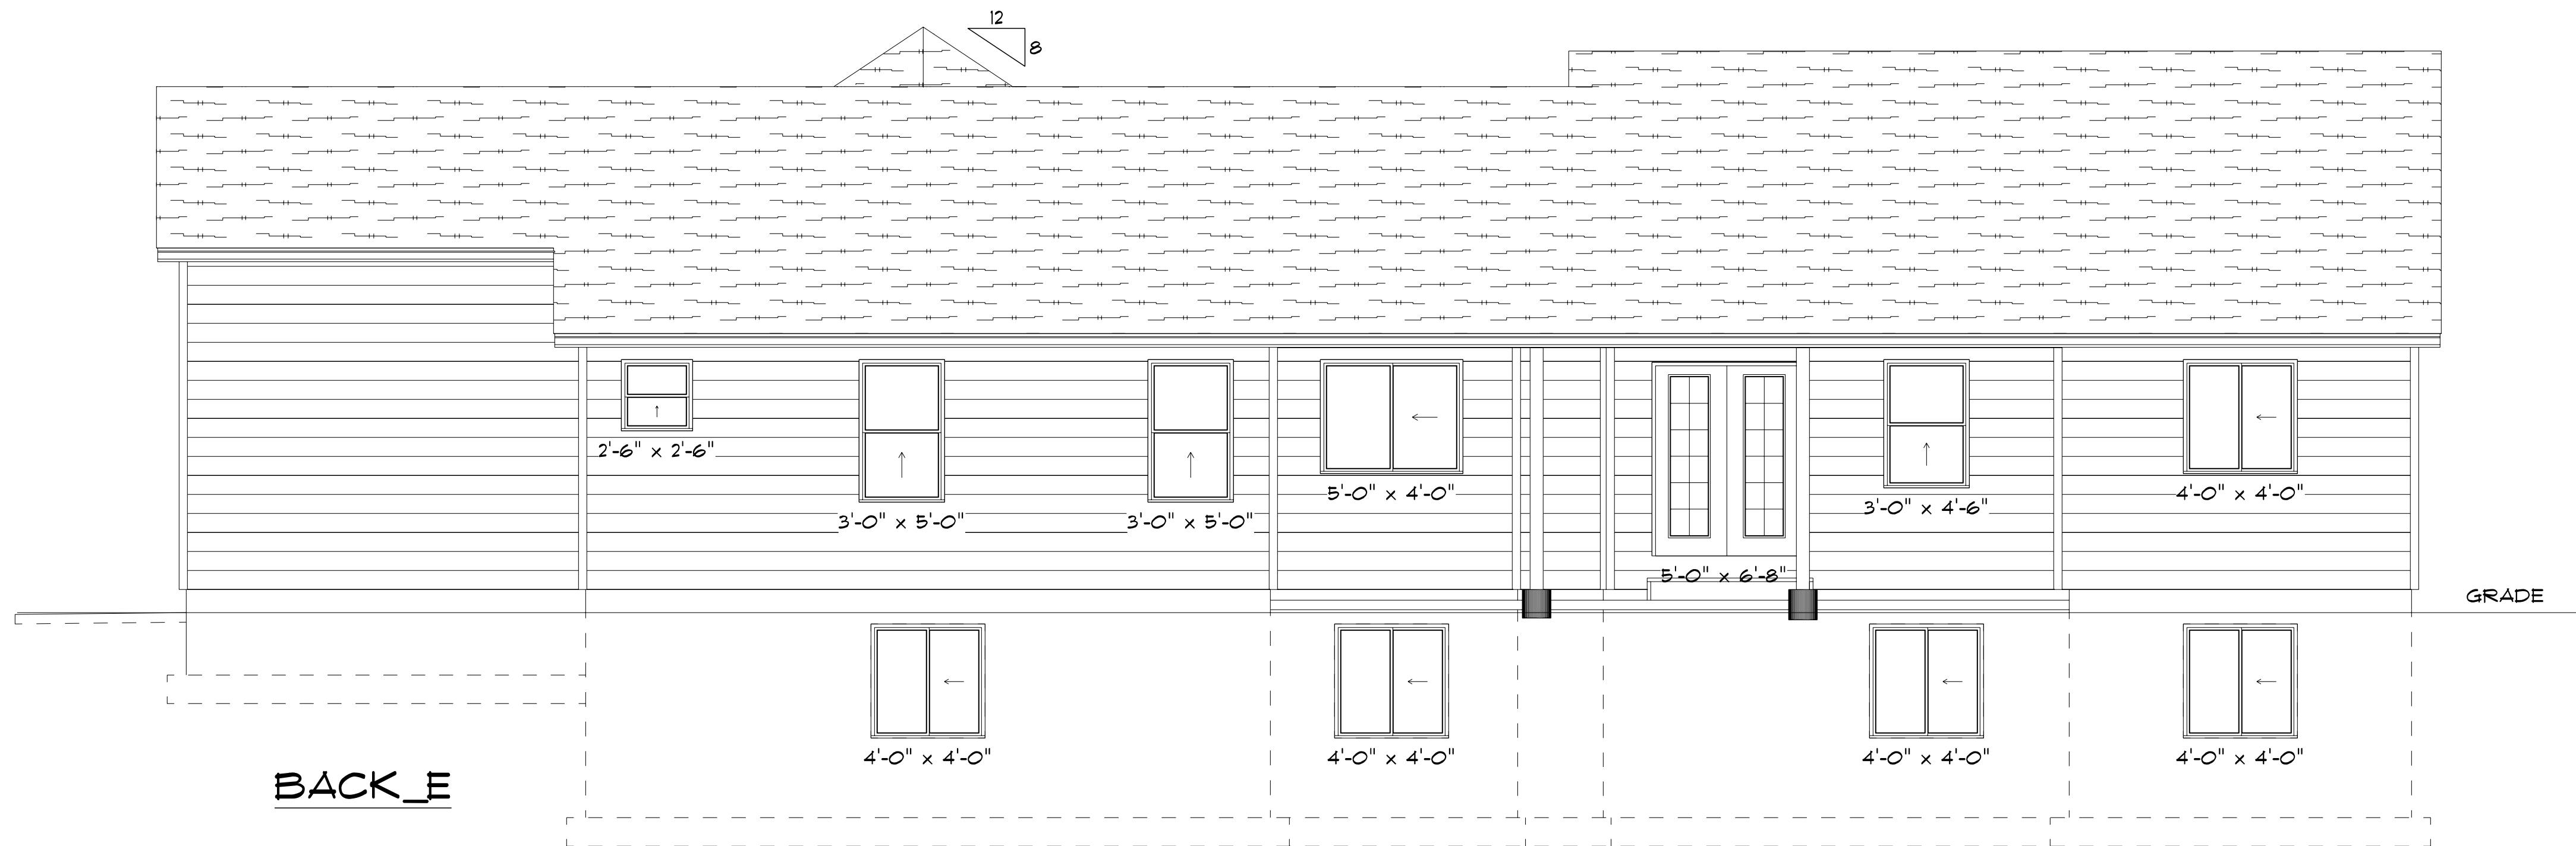 12
8
2'-6" x 2'-6"
3'-0" x 5'-0"
3'-0" x 5'-0"
5'-0" x 4'-0"
5'-0" x 6'-8"
3'-0" x 4'-6"
4'-0" x 4'-0"
GRADE
4'-0" x 4'-0"
4'-0" x 4'-0"
4'-0" x 4'-0"
4'-0" x 4'-0"
BACK_E